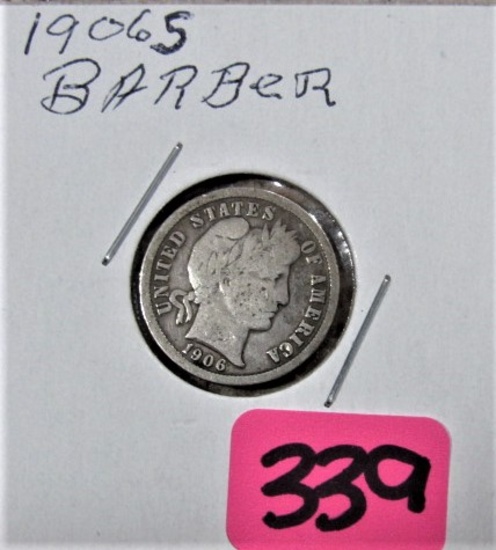 1906S
BARBER
UNITED STATES OF AMERICA
1906
339